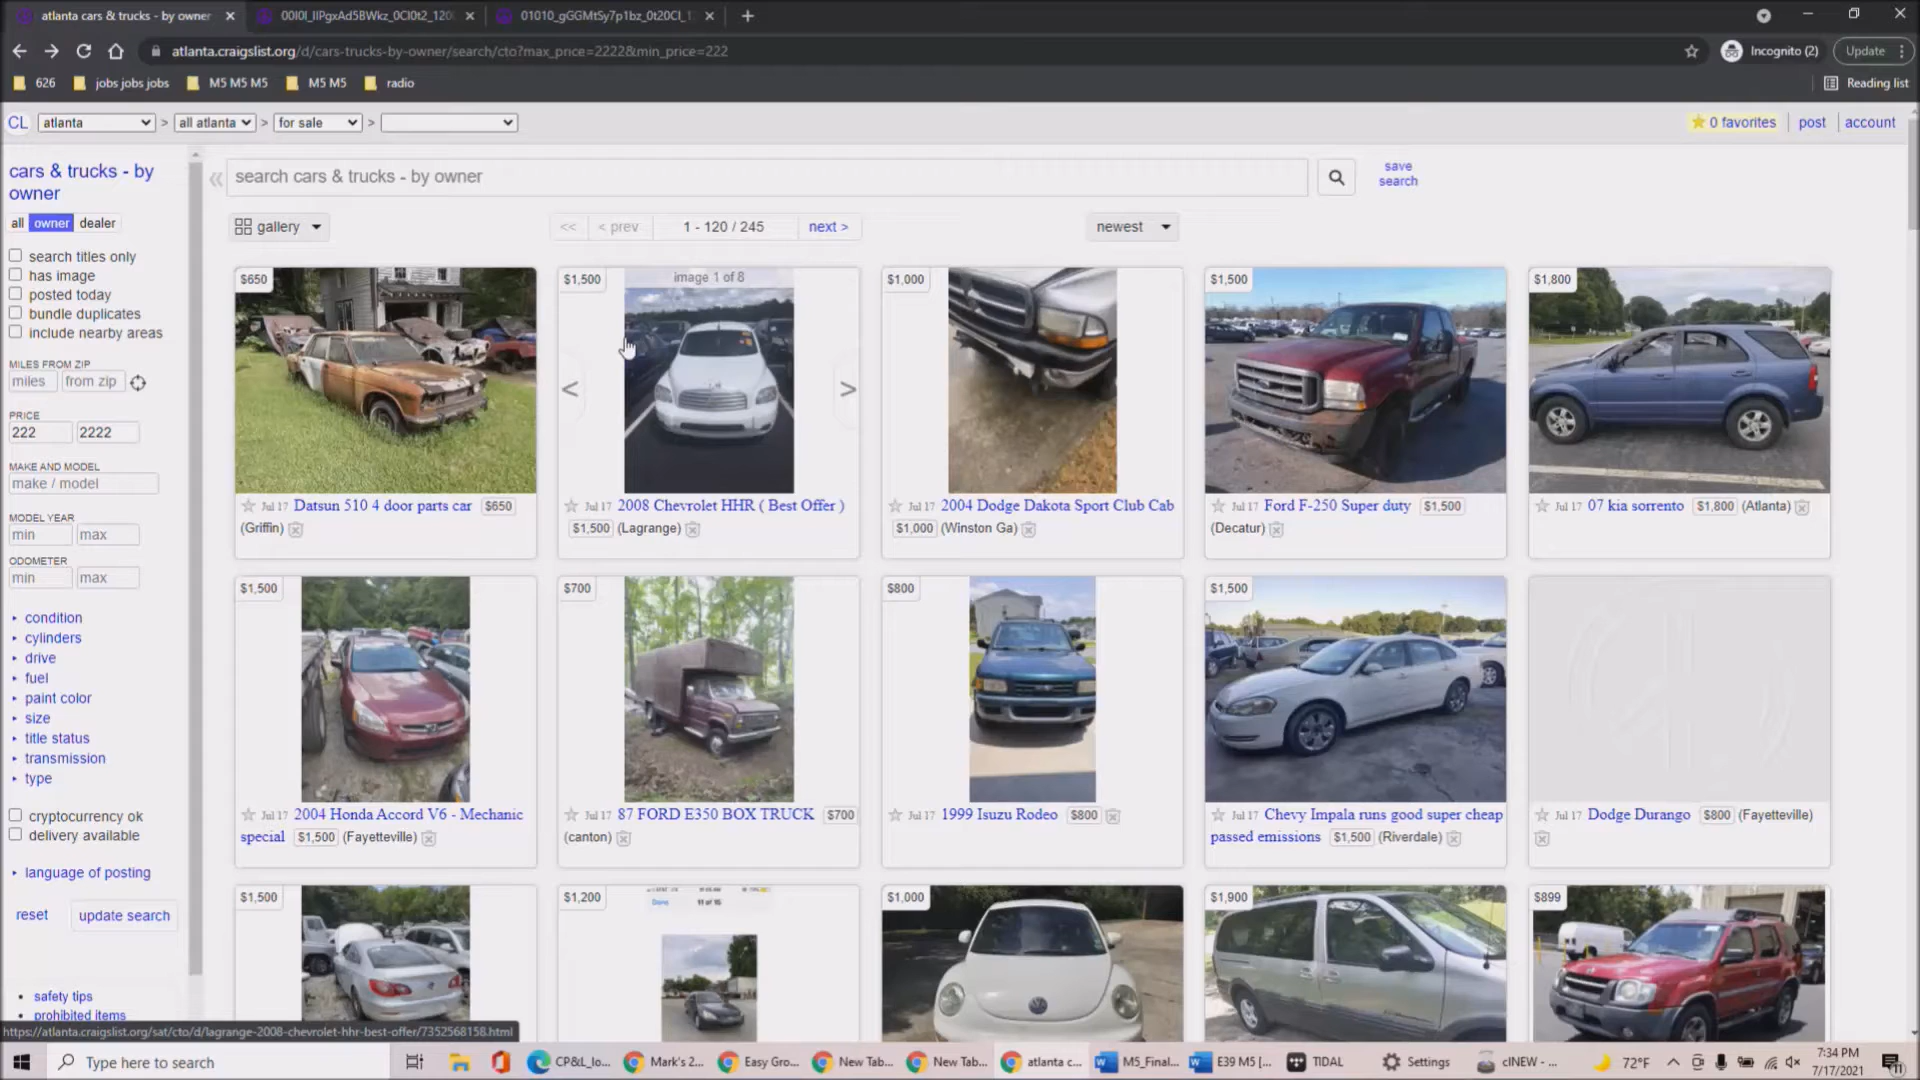 atlanta cars & trucks - by owner
00I0I_IIPgxAd5BWkz_0CI0t2_120
01010_gGGMtSy7p1bz_0t20CI_1
atlanta.craigslist.org/d/cars-trucks-by-owner/search/cto?max_price=2222&min_price=222
Incognito (2)
Update
626
jobs jobs jobs
M5 M5 M5
M5 M5
radio
Reading list
CL
atlanta
>
all atlanta
>
for sale
>
0 favorites
post
account
cars & trucks - by
owner
search cars & trucks - by owner
save
search
all owner dealer
gallery
<<
< prev
1 - 120 / 245
next >
newest
search titles only
has image
posted today
bundle duplicates
include nearby areas
MILES FROM ZIP
miles
from zip
PRICE
222
2222
MAKE AND MODEL
make / model
MODEL YEAR
min
max
ODOMETER
min
max
condition
cylinders
drive
fuel
paint color
size
title status
transmission
type
cryptocurrency ok
delivery available
language of posting
reset
update search
safety tips
prohibited items
$650
Jul 17 Datsun 510 4 door parts car $650
(Griffin)
$1,500
image 1 of 8
<
>
Jul 17 2008 Chevrolet HHR ( Best Offer )
$1,500 (Lagrange)
$1,000
Jul 17 2004 Dodge Dakota Sport Club Cab
$1,000 (Winston Ga)
$1,500
Jul 17 Ford F-250 Super duty $1,500
(Decatur)
$1,800
Jul 17 07 kia sorrento $1,800 (Atlanta)
$1,500
Jul 17 2004 Honda Accord V6 - Mechanic
special $1,500 (Fayetteville)
$700
Jul 17 87 FORD E350 BOX TRUCK $700
(canton)
$800
Jul 17 1999 Isuzu Rodeo $800
$1,500
Jul 17 Chevy Impala runs good super cheap
passed emissions $1,500 (Riverdale)
Jul 17 Dodge Durango $800 (Fayetteville)
$1,500
$1,200
Done
11 of 16
$1,000
$1,900
$899
https://atlanta.craigslist.org/sat/cto/d/lagrange-2008-chevrolet-hhr-best-offer/7352568158.html
Type here to search
CP&L_Io...
Mark's 2...
Easy Gro...
New Tab...
New Tab...
atlanta c...
M5_Final...
E39 M5 [...
TIDAL
Settings
cINEW - ...
72°F
7:34 PM
7/17/2021
11